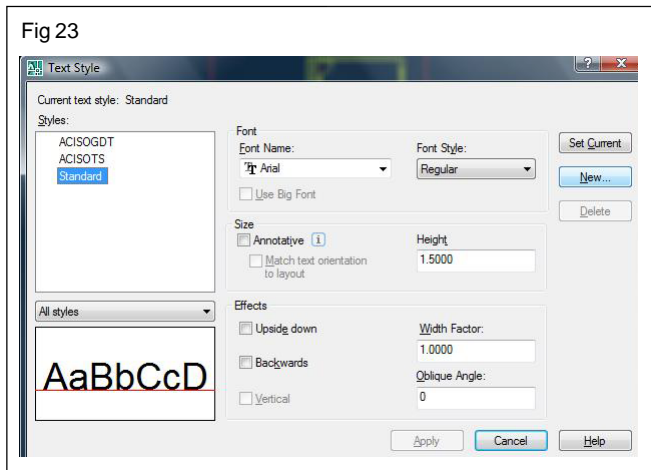 Fig 23
Text Style
Current text style: Standard
Styles:
ACISOGDT
ACISOTS
Standard
All styles
AaBbCcD
Font
Font Name:
Arial
Font Style:
Regular
Use Big Font
Size
Annotative
Match text orientation
to layout
Height
1.5000
Effects
Upside down
Backwards
Vertical
Width Factor:
1.0000
Oblique Angle:
0
Set Current
New...
Delete
Apply
Cancel
Help